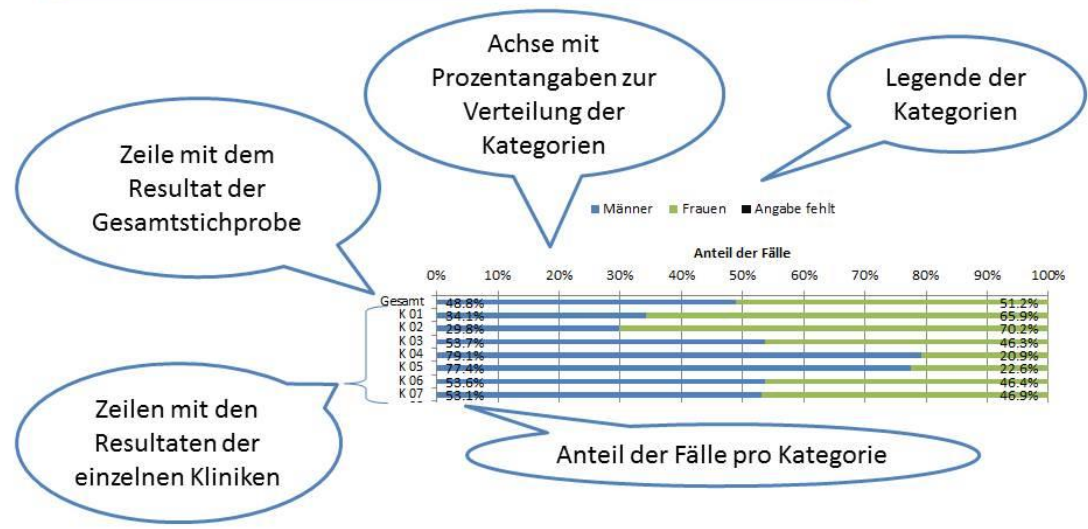 Achse mit
Prozentangaben zur
Verteilung der
Kategorien
Legende der
Kategorien
Zeile mit dem
Resultat der
Gesamtstichprobe
Männer Frauen Angabe fehlt
Anteil der Fälle
0% 10% 20% 30% 40% 50% 60% 70% 80% 90% 100%
Gesamt 48.8% 51.2%
K 01 34.1% 65.9%
K 02 29.8% 70.2%
K 03 53.7% 46.3%
K 04 79.1% 20.9%
K 05 77.4% 22.6%
K 06 53.6% 46.4%
K 07 53.1% 46.9%
Zeilen mit den
Resultaten der
einzelnen Kliniken
Anteil der Fälle pro Kategorie